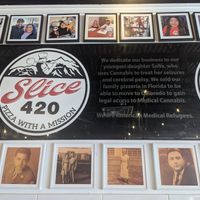 Slice
420
PIZZA WITH A MISSION
We dedicate our business to our
youngest daughter Sofia, who
uses Cannabis to treat her seizures
and cerebral palsy. We sold our
family pizzeria in Florida to be
able to move to Colorado to gain
legal access to Medical Cannabis.
We are American Medical Refugees.